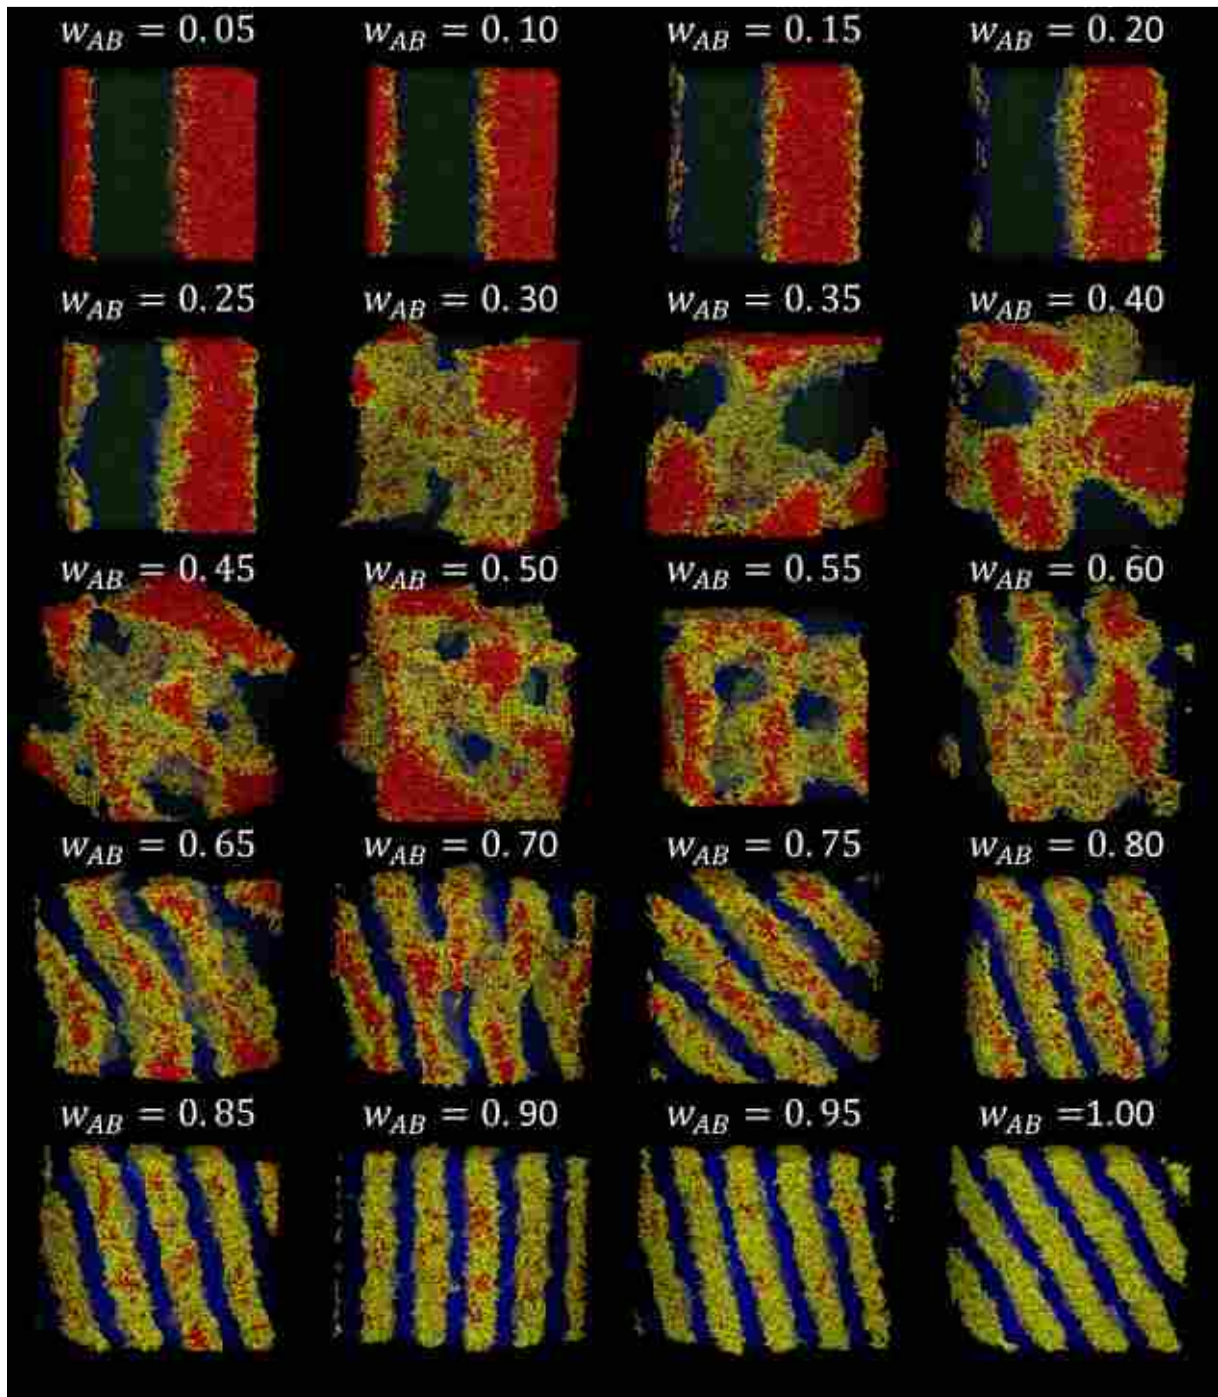 w_AB = 0.05 w_AB = 0.10 w_AB = 0.15 w_AB = 0.20
w_AB = 0.25 w_AB = 0.30 w_AB = 0.35 w_AB = 0.40
w_AB = 0.45 w_AB = 0.50 w_AB = 0.55 w_AB = 0.60
w_AB = 0.65 w_AB = 0.70 w_AB = 0.75 w_AB = 0.80
w_AB = 0.85 w_AB = 0.90 w_AB = 0.95 w_AB =1.00